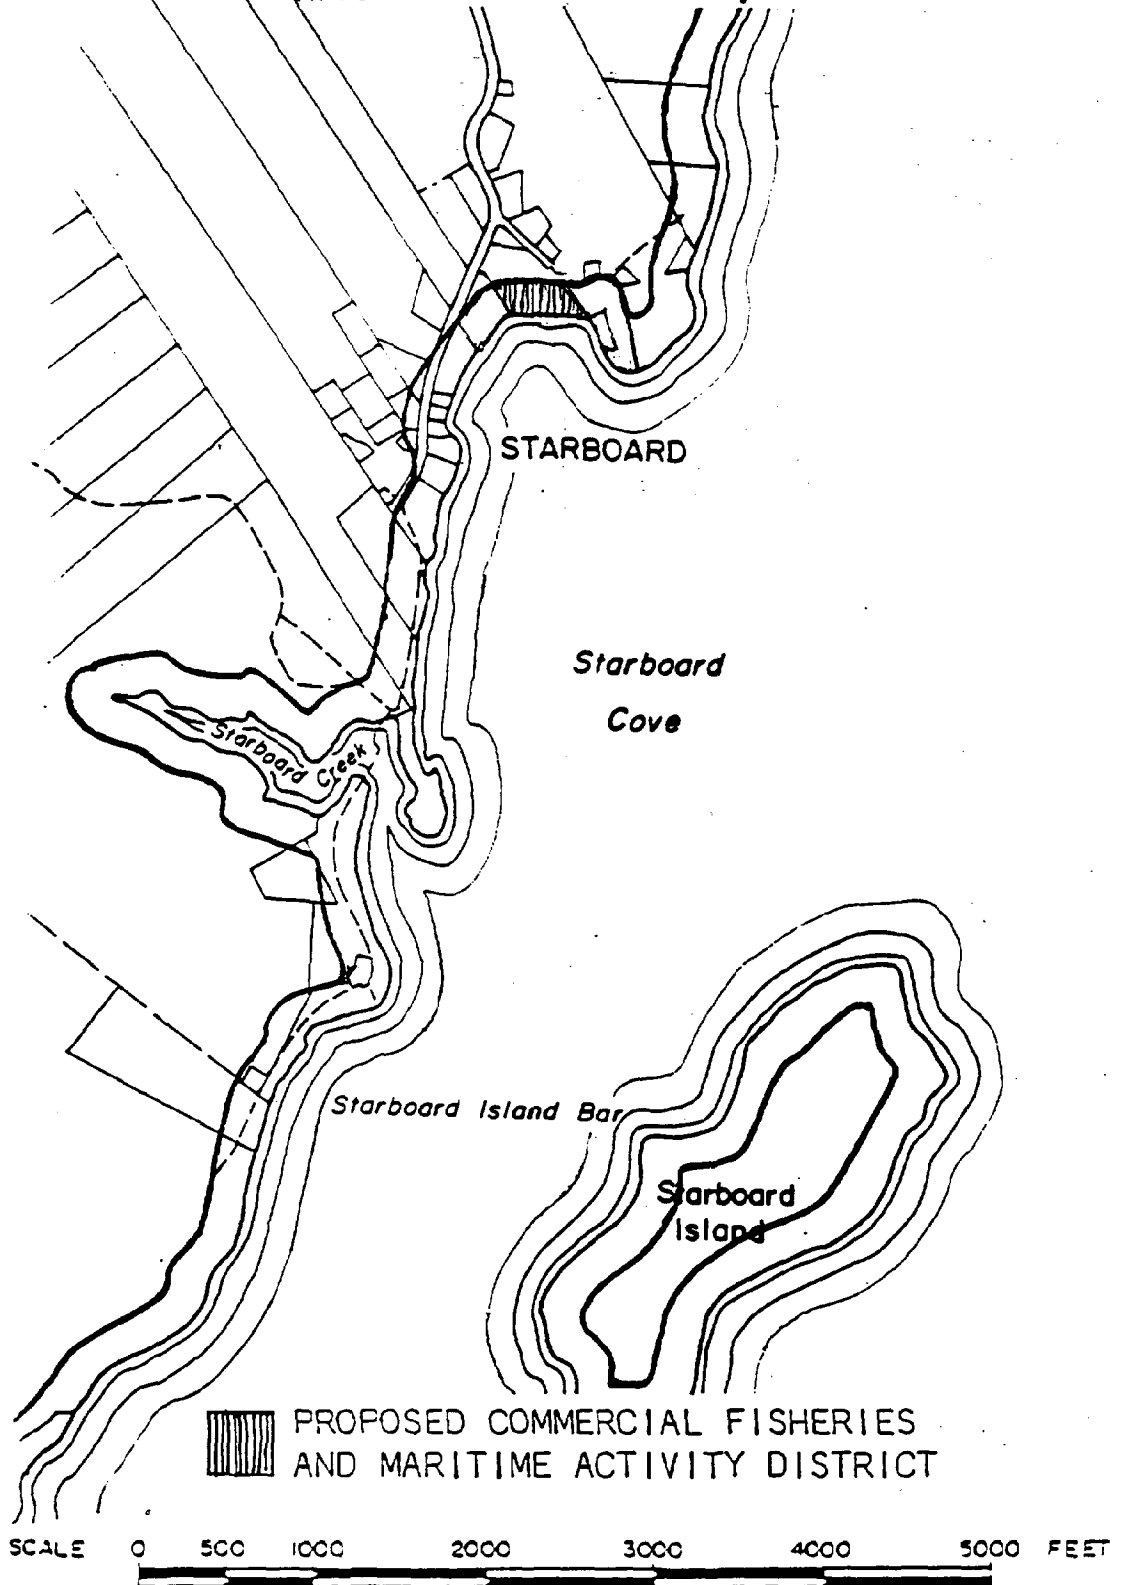 STARBOARD
Starboard
Cove
Starboard Creek
Starboard Island Bar
Starboard
Island
PROPOSED COMMERCIAL FISHERIES
AND MARITIME ACTIVITY DISTRICT
SCALE 0 500 1000 2000 3000 4000 5000 FEET